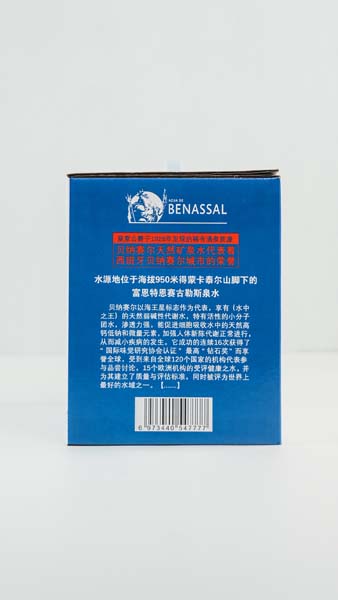 AGUA DE
BENASSAL
贝纳赛尔天然矿泉水代表着
西班牙贝纳赛尔城市的荣誉
水源地位于海拔950米得蒙卡泰尔山脚下的
富恩特恩赛古勒斯泉水
贝纳赛尔以海王星标志作为代表，享有（水中
之王）的天然弱碱性代谢水，特有活性的小分子
团水，渗透力强，能促进细胞吸收水中的天然高
钙低钠和微量元素，加强人体新陈代谢正常进行，
从而减小疾病的发生。它成功的连续16次获得了
“国际味觉研究协会认证”最高“钻石奖”而享
誉全球，受到来自全球120个国家的机构代表参
与品尝讨论，15个欧洲机构的受评健康之水，并
为其建立了质量与评估标准，同时被评为世界上
最好的水域之一。【……】
6 973440 547777